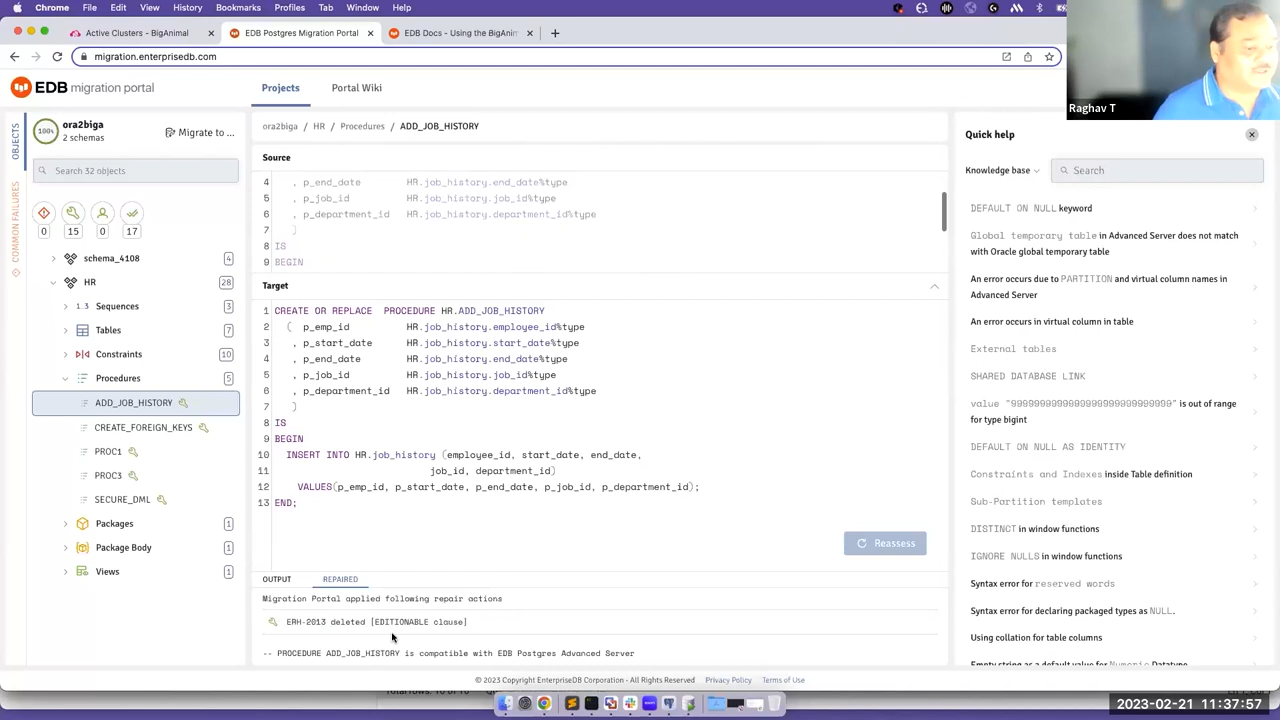 Chrome File Edit View History Bookmarks Profiles Tab Window Help
Active Clusters - BigAnimal
EDB Postgres Migration Portal
EDB Docs - Using the BigAnim
migration.enterprisedb.com
EDB migration portal
Projects
Portal Wiki
Raghav T
OBJECTS
COMMON FAILURES
100%
ora2biga
2 schemas
Migrate to ...
Search 32 objects
0 15 0 17
schema_4108 4
HR 28
1.3 Sequences 3
Tables 7
Constraints 10
Procedures 5
ADD_JOB_HISTORY
CREATE_FOREIGN_KEYS
PROC1
PROC3
SECURE_DML
Packages 1
Package Body 1
Views 1
ora2biga / HR / Procedures / ADD_JOB_HISTORY
Source
4 , p_end_date HR.job_history.end_date%type
5 , p_job_id HR.job_history.job_id%type
6 , p_department_id HR.job_history.department_id%type
7 )
8 IS
9 BEGIN
Target
1 CREATE OR REPLACE PROCEDURE HR.ADD_JOB_HISTORY
2 ( p_emp_id HR.job_history.employee_id%type
3 , p_start_date HR.job_history.start_date%type
4 , p_end_date HR.job_history.end_date%type
5 , p_job_id HR.job_history.job_id%type
6 , p_department_id HR.job_history.department_id%type
7 )
8 IS
9 BEGIN
10 INSERT INTO HR.job_history (employee_id, start_date, end_date,
11 job_id, department_id)
12 VALUES(p_emp_id, p_start_date, p_end_date, p_job_id, p_department_id);
13 END;
Reassess
OUTPUT REPAIRED
Migration Portal applied following repair actions
ERH-2013 deleted [EDITIONABLE clause]
-- PROCEDURE ADD_JOB_HISTORY is compatible with EDB Postgres Advanced Server
Quick help
Knowledge base
Search
DEFAULT ON NULL keyword
Global temporary table in Advanced Server does not match
with Oracle global temporary table
An error occurs due to PARTITION and virtual column names in
Advanced Server
An error occurs in virtual column in table
External tables
SHARED DATABASE LINK
is out of range
for type bigint
DEFAULT ON NULL AS IDENTITY
Constraints and Indexes inside Table definition
Sub-Partition templates
DISTINCT in window functions
IGNORE NULLS in window functions
Syntax error for reserved words
Syntax error for declaring packaged types as NULL.
Using collation for table columns
Empty string as a default value for Numeric Datatype
© 2023 EnterpriseDB Corporation - All Rights Reserved Privacy Policy Terms of Use
2023-02-21 11:37:57